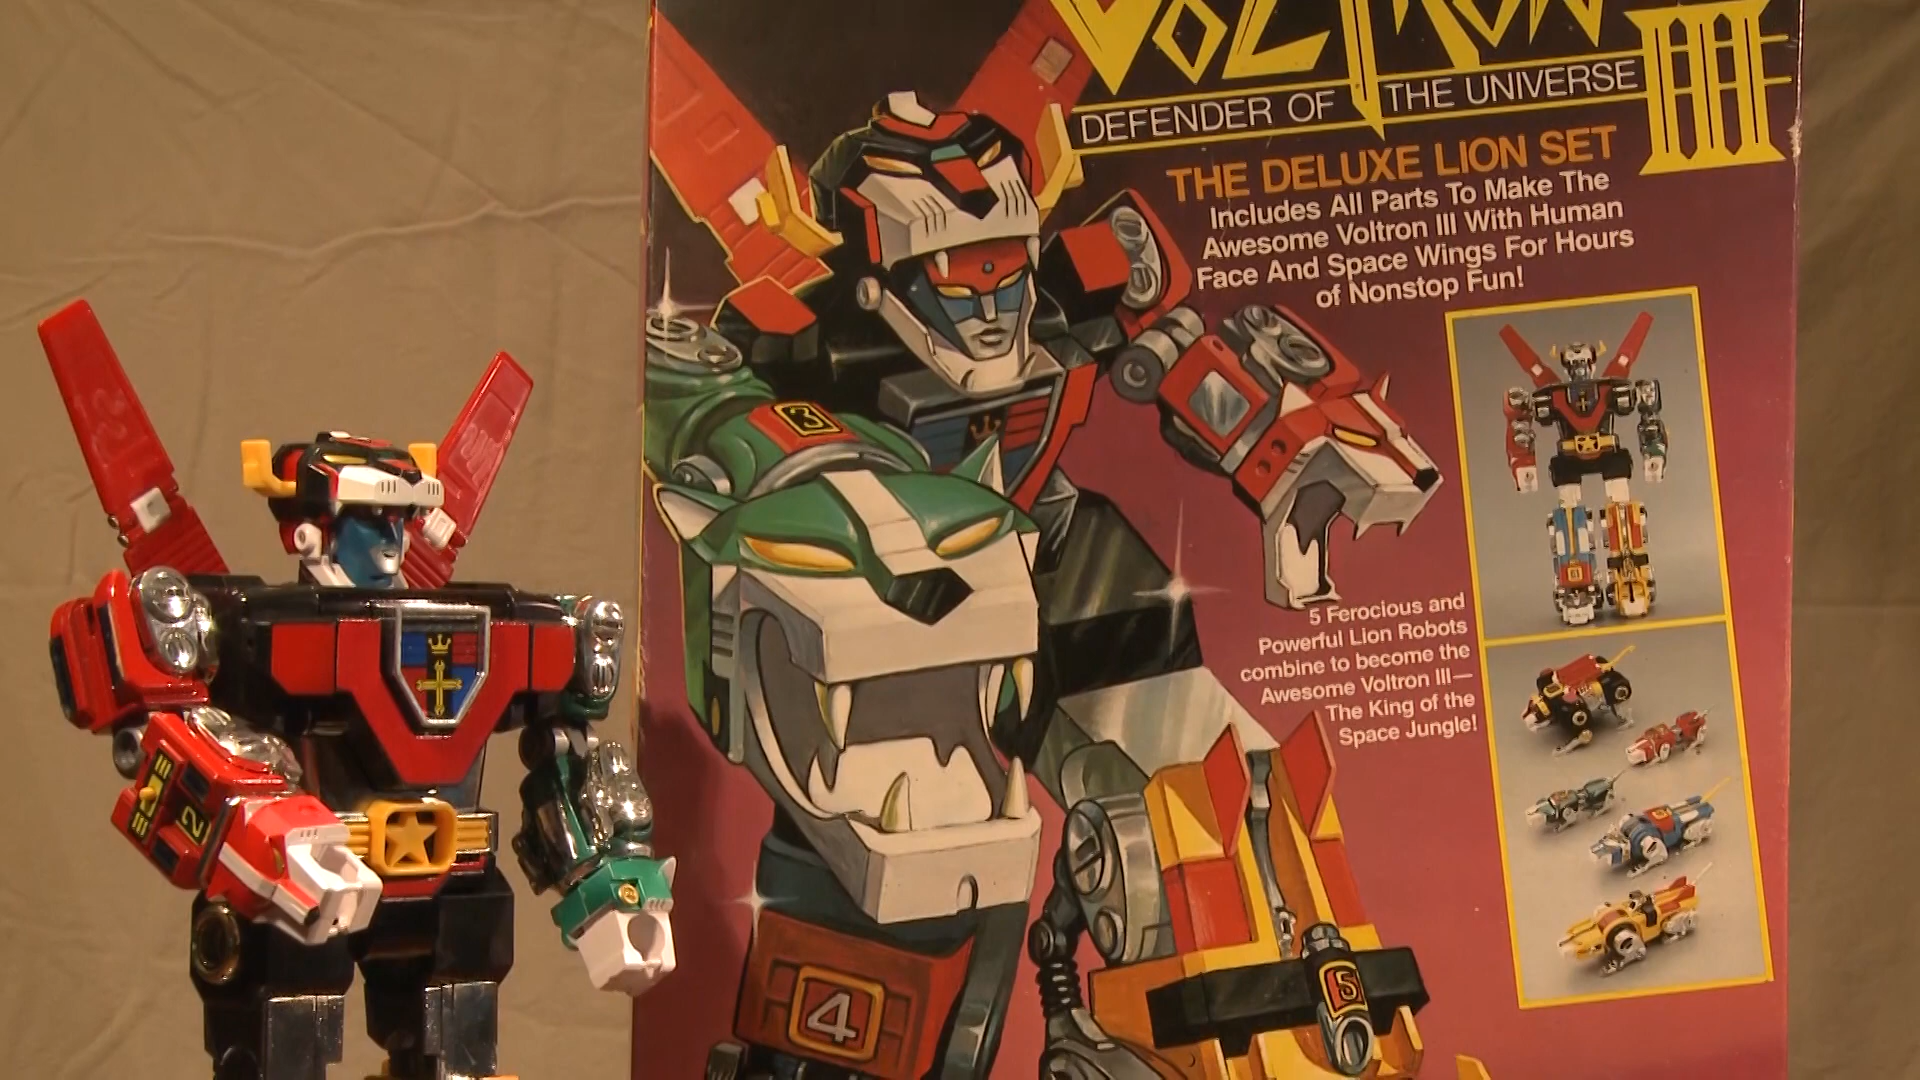 VOLTRON III
DEFENDER OF THE UNIVERSE
THE DELUXE LION SET
Includes All Parts To Make The
Awesome Voltron III With Human
Face And Space Wings For Hours
of Nonstop Fun!
3
5 Ferocious and
Powerful Lion Robots
combine to become the
Awesome Voltron III—
The King of the
Space Jungle!
2
4
5